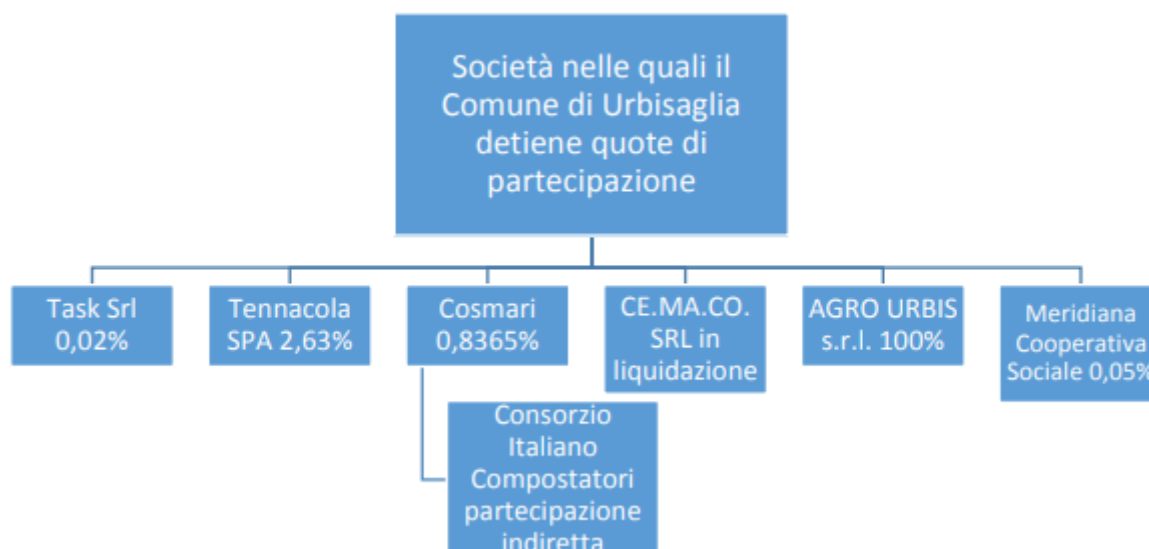 Società nelle quali il
Comune di Urbisaglia
detiene quote di
partecipazione
Task Srl
0,02%
Tennacola
SPA 2,63%
Cosmari
0,8365%
CE.MA.CO.
SRL in
liquidazione
AGRO URBIS
s.r.l. 100%
Meridiana
Cooperativa
Sociale 0,05%
Consorzio
Italiano
Compostatori
partecipazione
indiretta